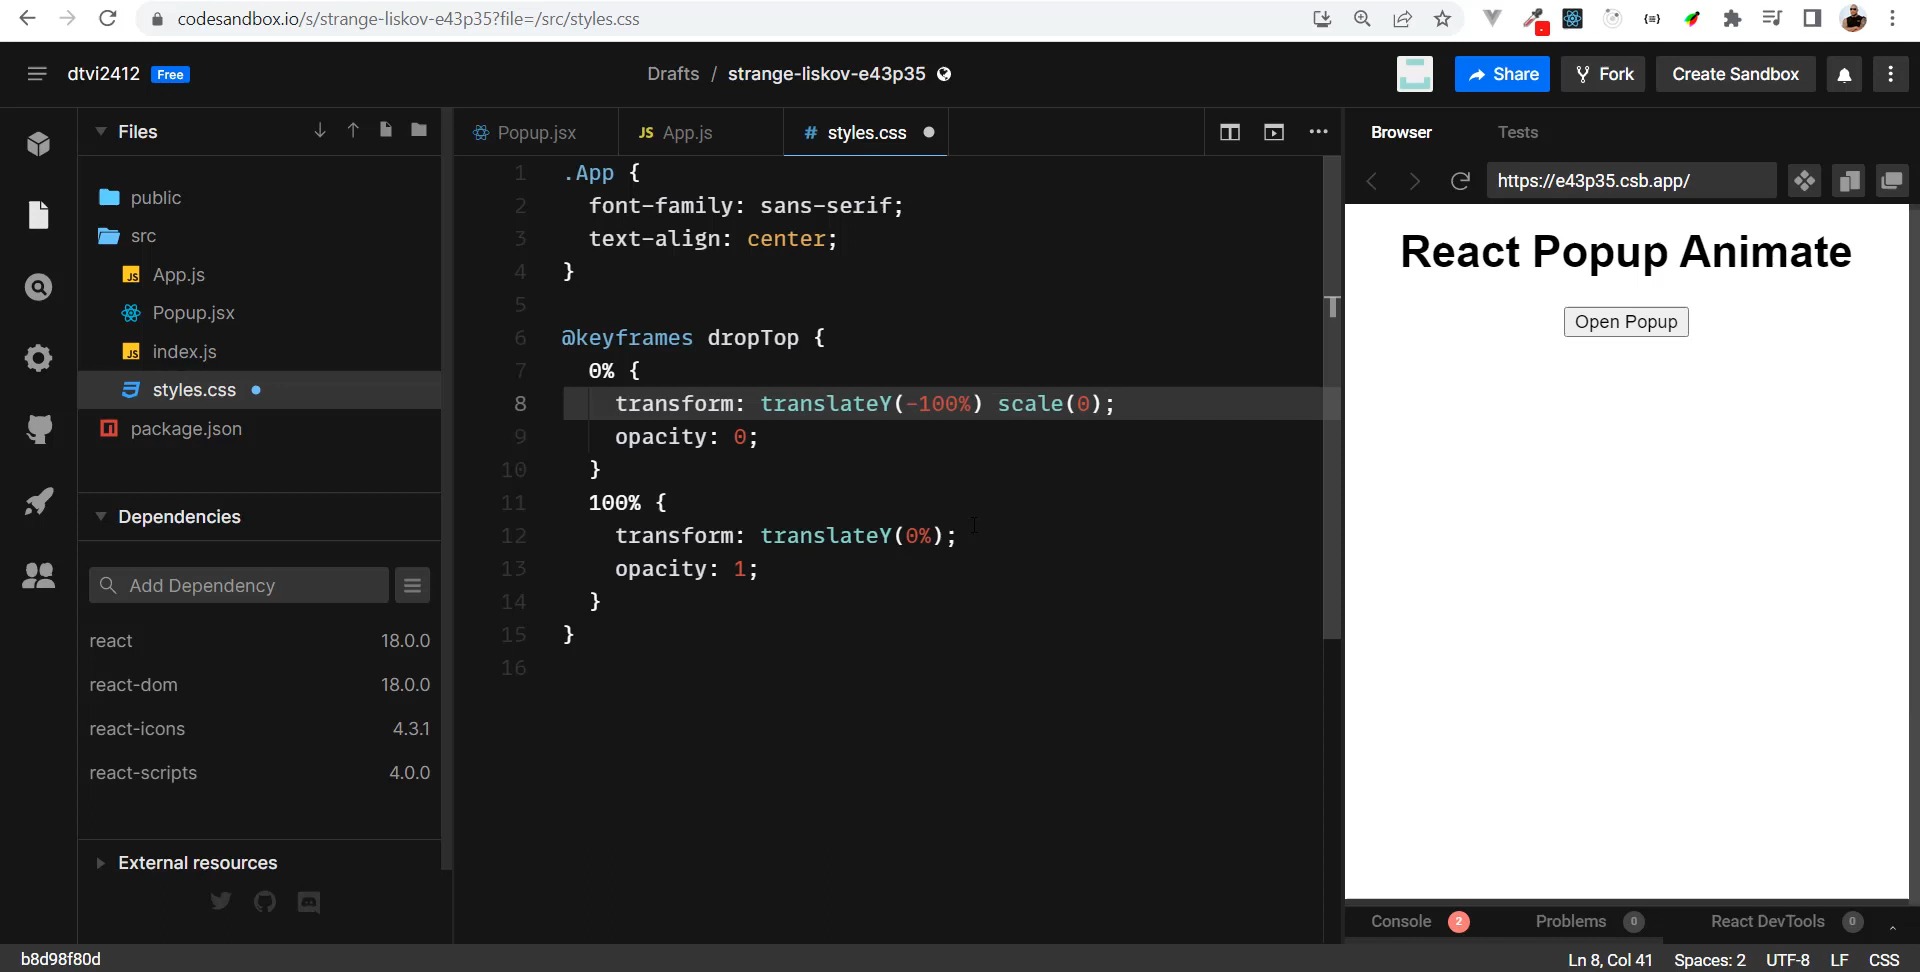 codesandbox.io/s/strange-liskov-e43p35?file=/src/styles.css
dtvi2412 Free
Drafts / strange-liskov-e43p35
Share
Fork
Create Sandbox
Files
public
src
JS App.js
Popup.jsx
JS index.js
styles.css
package.json
Dependencies
Add Dependency
react 18.0.0
react-dom 18.0.0
react-icons 4.3.1
react-scripts 4.0.0
External resources
Popup.jsx
JS App.js
# styles.css
1 .App {
2 font-family: sans-serif;
3 text-align: center;
4 }
5
6 @keyframes dropTop {
7 0% {
8 transform: translateY(-100%) scale(0);
9 opacity: 0;
10 }
11 100% {
12 transform: translateY(0%);
13 opacity: 1;
14 }
15 }
16
Browser
Tests
https://e43p35.csb.app/
React Popup Animate
Open Popup
Console 2
Problems 0
React DevTools 0
b8d98f80d
Ln 8, Col 41
Spaces: 2
UTF-8
LF
CSS